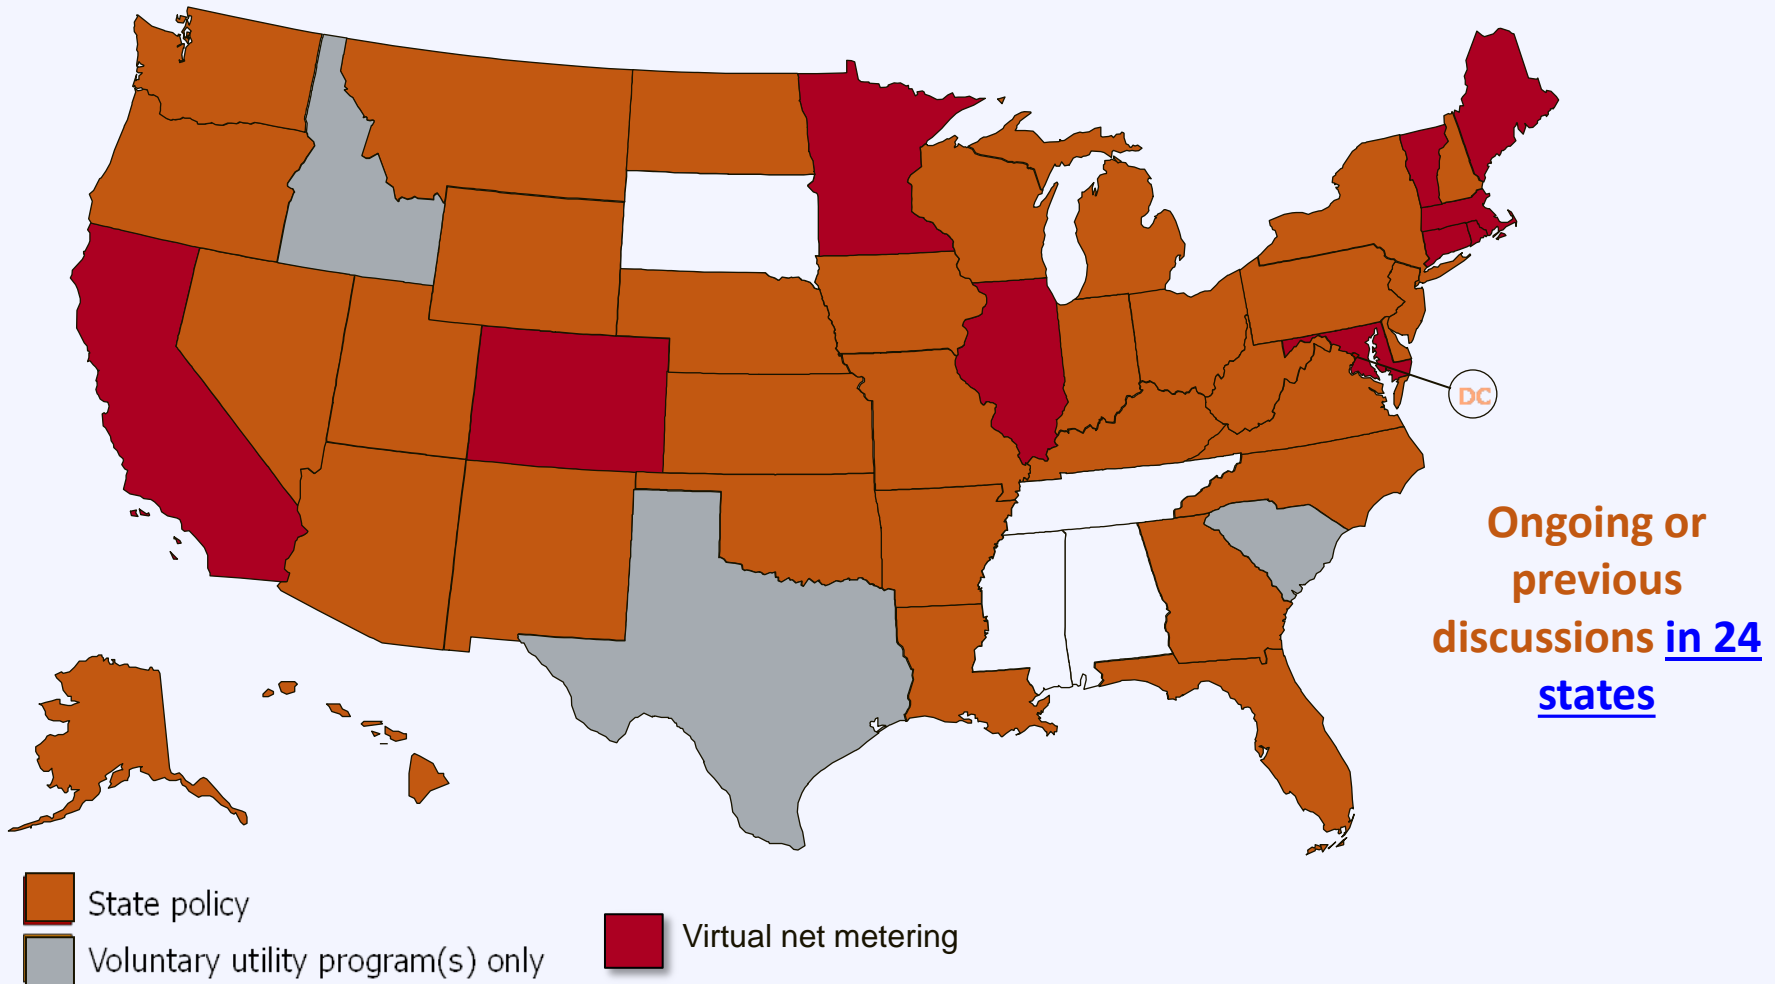 DC
Ongoing or
previous
discussions in 24
states
State policy
Voluntary utility program(s) only
Virtual net metering